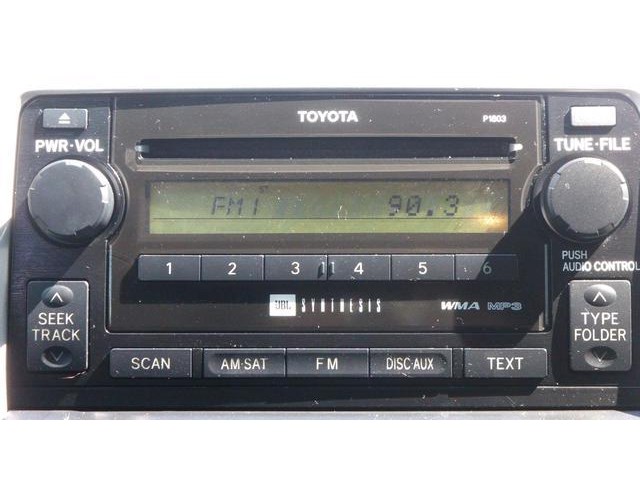 TOYOTA
P1803
PWR·VOL
TUNE·FILE
FM1 ST 90.3
PUSH
AUDIO CONTROL
1 2 3 4 5 6
SEEK
TRACK
JBL SYNTHESIS
WMA MP3
TYPE
FOLDER
SCAN AM·SAT FM DISC·AUX TEXT